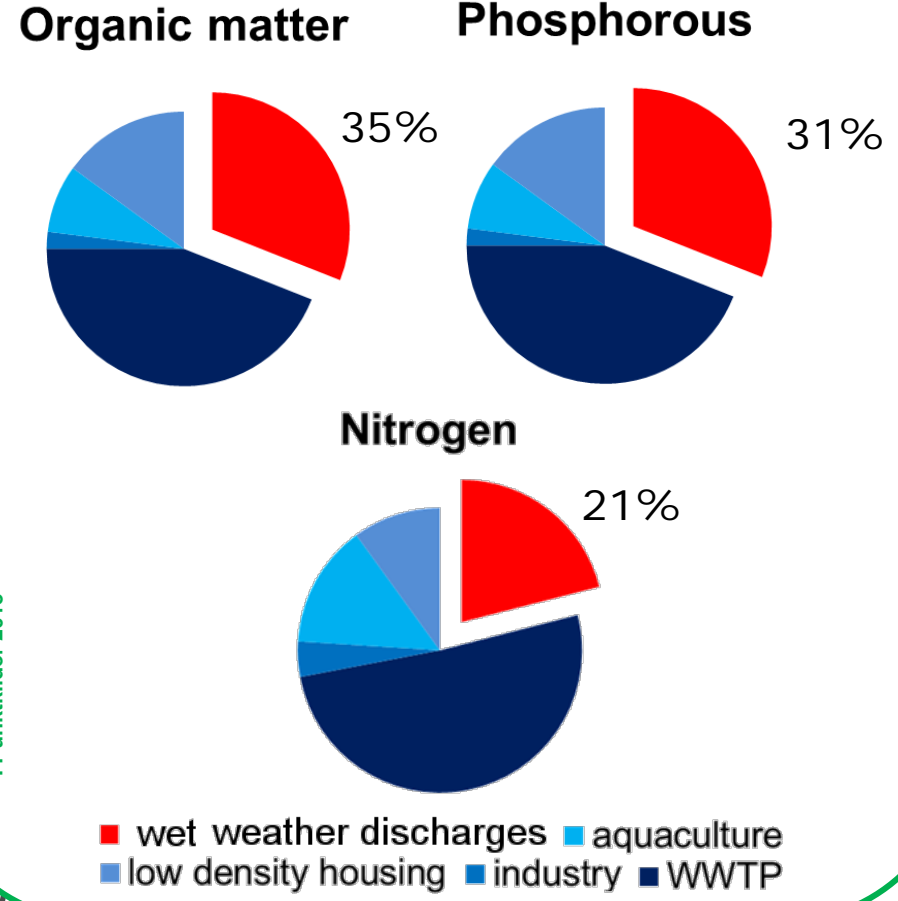 Organic matter
Phosphorous
35%
31%
Nitrogen
21%
wet weather discharges aquaculture
low density housing industry WWTP